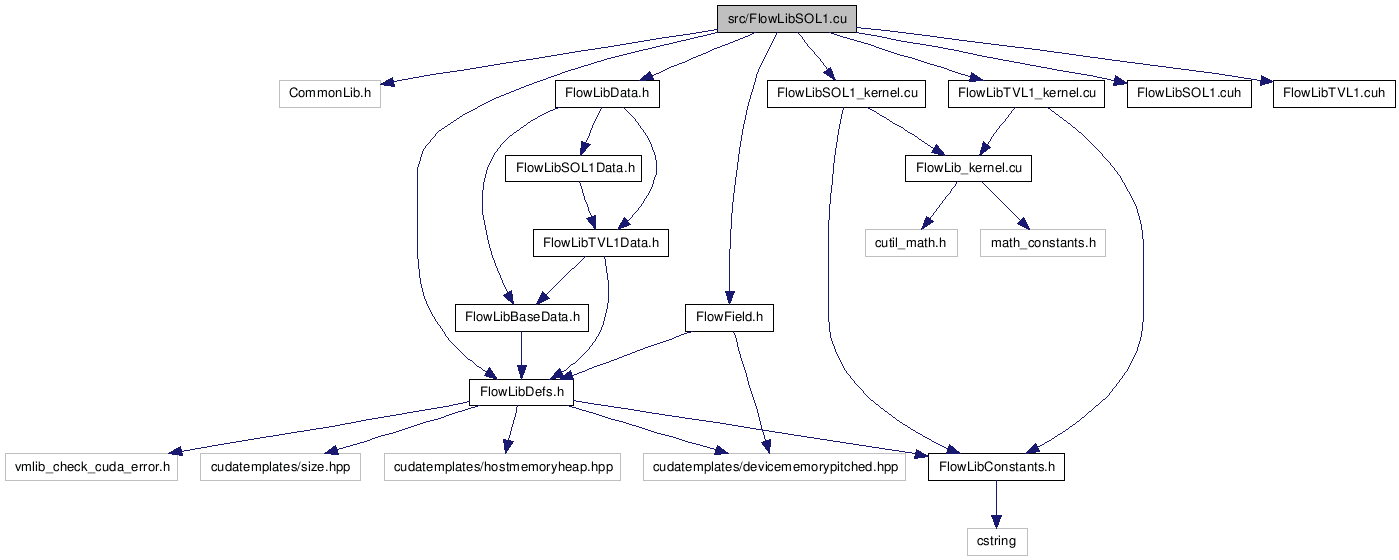 src/FlowLibSOL1.cu
CommonLib.h
FlowLibData.h
FlowLibSOL1_kernel.cu
FlowLibTVL1_kernel.cu
FlowLibSOL1.cuh
FlowLibTVL1.cuh
FlowLibSOL1Data.h
FlowLib_kernel.cu
FlowLibTVL1Data.h
cutil_math.h
math_constants.h
FlowLibBaseData.h
FlowField.h
FlowLibDefs.h
vmlib_check_cuda_error.h
cudatemplates/size.hpp
cudatemplates/hostmemoryheap.hpp
cudatemplates/devicememorypitched.hpp
FlowLibConstants.h
cstring